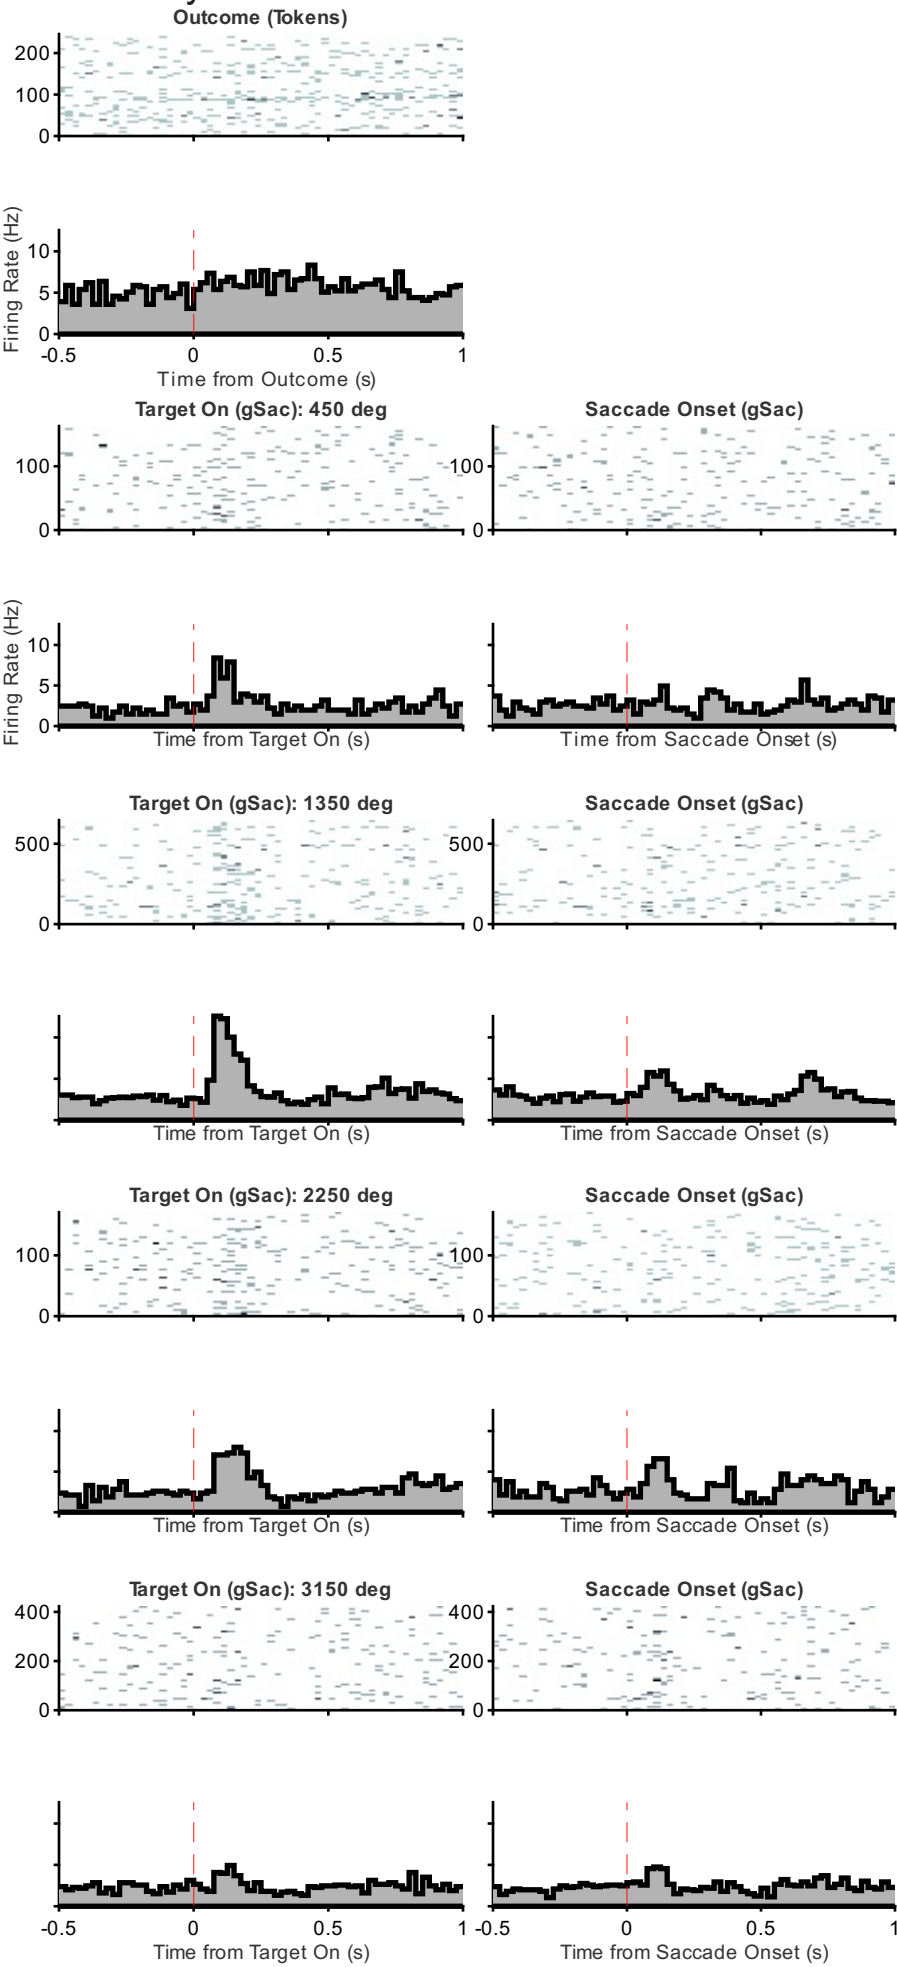 Outcome (Tokens)
200
100
0
Firing Rate (Hz)
10
5
0
-0.5 0 0.5 1
Time from Outcome (s)
Target On (gSac): 450 deg Saccade Onset (gSac)
100 100
0 0
Firing Rate (Hz)
10
5
0
Time from Target On (s) Time from Saccade Onset (s)
Target On (gSac): 1350 deg Saccade Onset (gSac)
500 500
0 0
Time from Target On (s) Time from Saccade Onset (s)
Target On (gSac): 2250 deg Saccade Onset (gSac)
100 100
0 0
Time from Target On (s) Time from Saccade Onset (s)
Target On (gSac): 3150 deg Saccade Onset (gSac)
400 400
200 200
0 0
-0.5 0 0.5 1 -0.5 0 0.5 1
Time from Target On (s) Time from Saccade Onset (s)